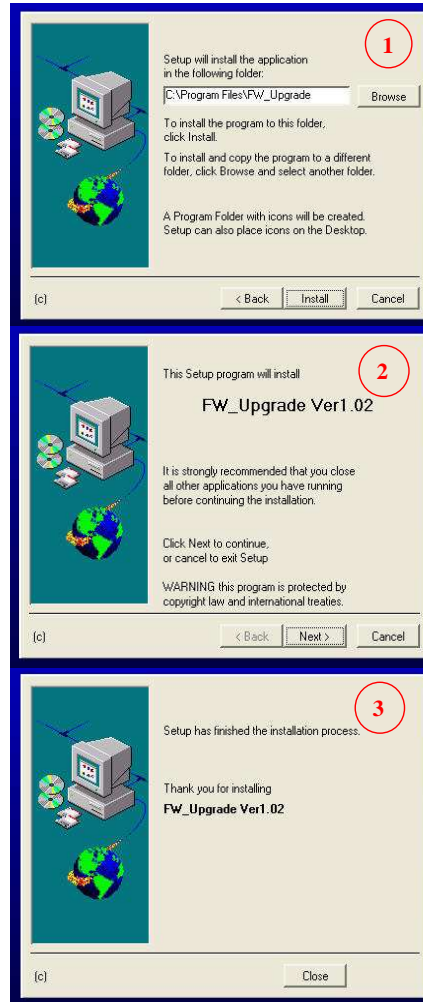 1
Setup will install the application
in the following folder:
C:\Program Files\FW_Upgrade
Browse
To install the program to this folder,
click Install.
To install and copy the program to a different
folder, click Browse and select another folder.
A Program Folder with icons will be created.
Setup can also place icons on the Desktop.
(c)
< Back Install Cancel
2
This Setup program will install
FW_Upgrade Ver1.02
It is strongly recommended that you close
all other applications you have running
before continuing the installation.
Click Next to continue,
or cancel to exit Setup
WARNING this program is protected by
copyright law and international treaties.
(c)
< Back Next > Cancel
3
Setup has finished the installation process.
Thank you for installing
FW_Upgrade Ver1.02
(c)
Close